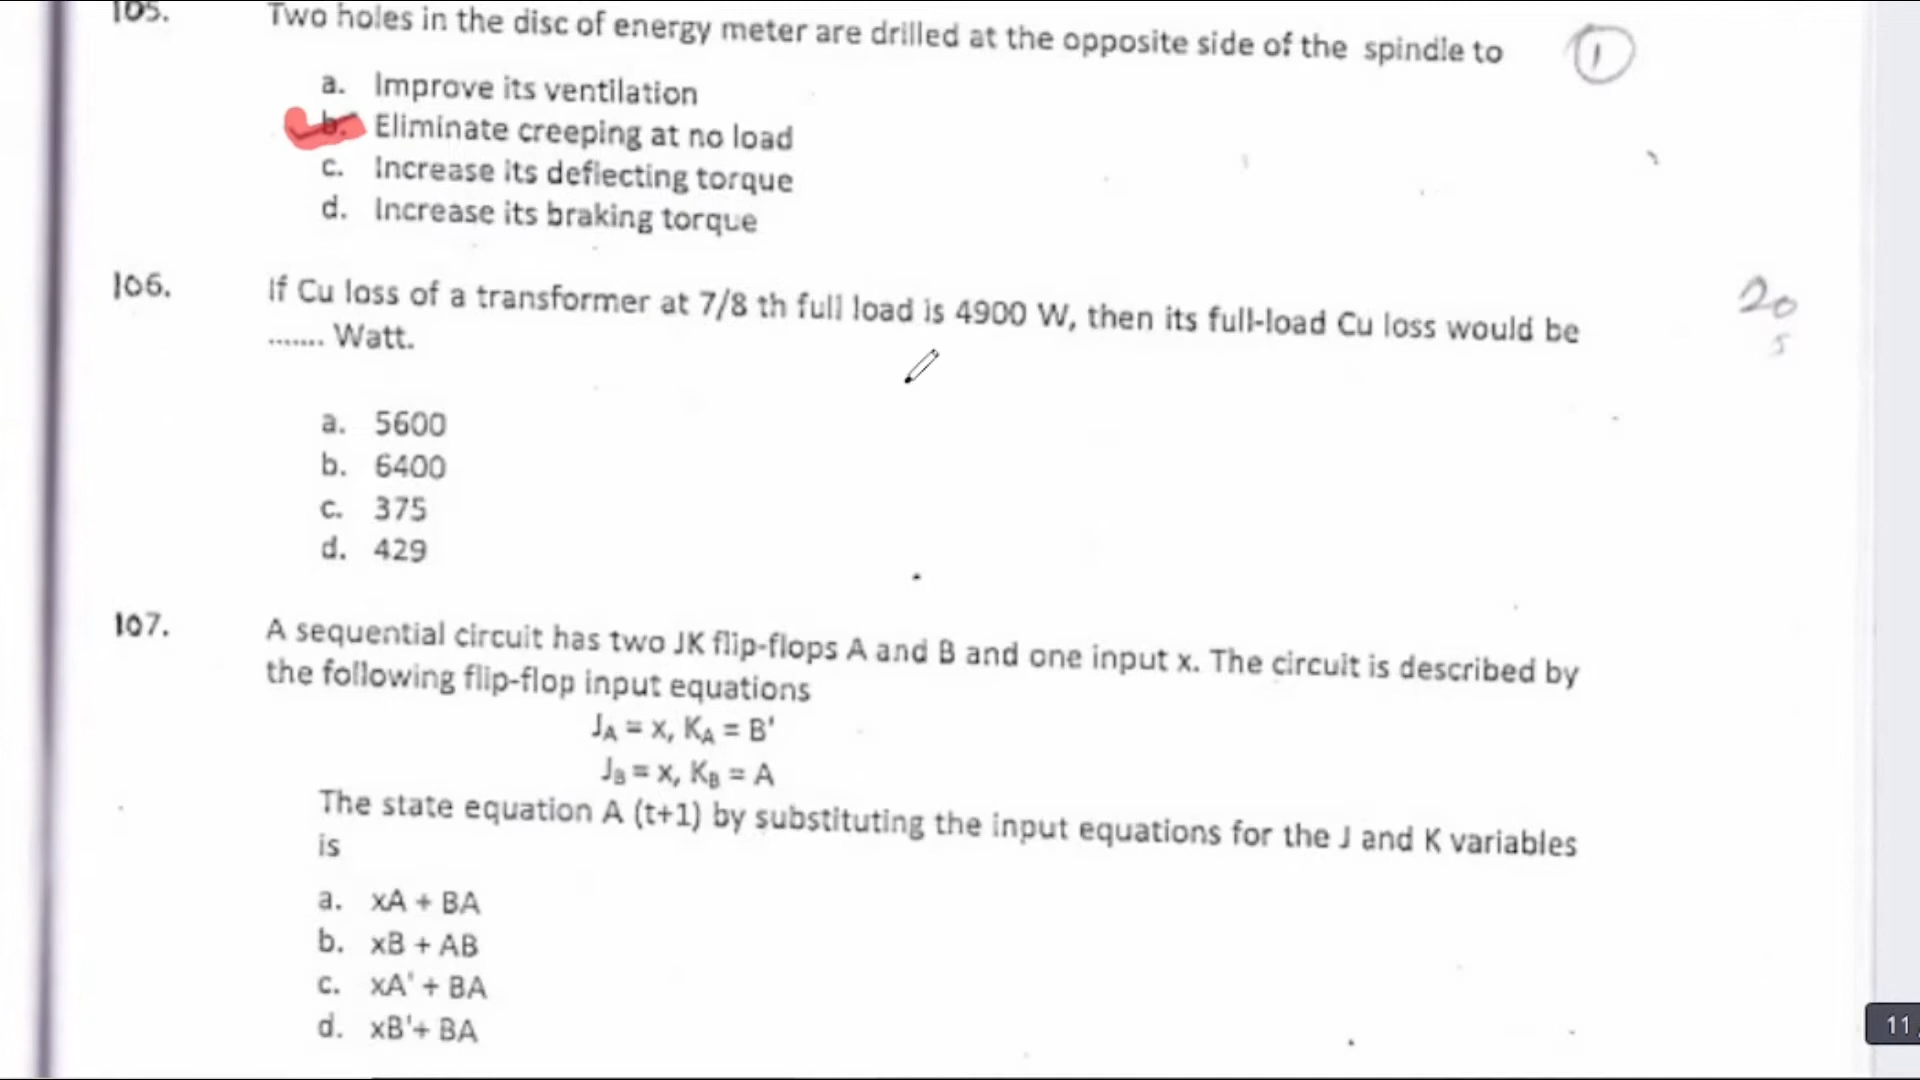 105. Two holes in the disc of energy meter are drilled at the opposite side of the spindle to
1
a. Improve its ventilation
b. Eliminate creeping at no load
c. Increase its deflecting torque
d. Increase its braking torque
106. If Cu loss of a transformer at 7/8 th full load is 4900 W, then its full-load Cu loss would be
....... Watt.
20
5
a. 5600
b. 6400
c. 375
d. 429
107. A sequential circuit has two JK flip-flops A and B and one input x. The circuit is described by
the following flip-flop input equations
JA = x, KA = B'
JB = x, KB = A
The state equation A (t+1) by substituting the input equations for the J and K variables
is
a. xA + BA
b. xB + AB
c. xA' + BA
d. xB'+ BA
11